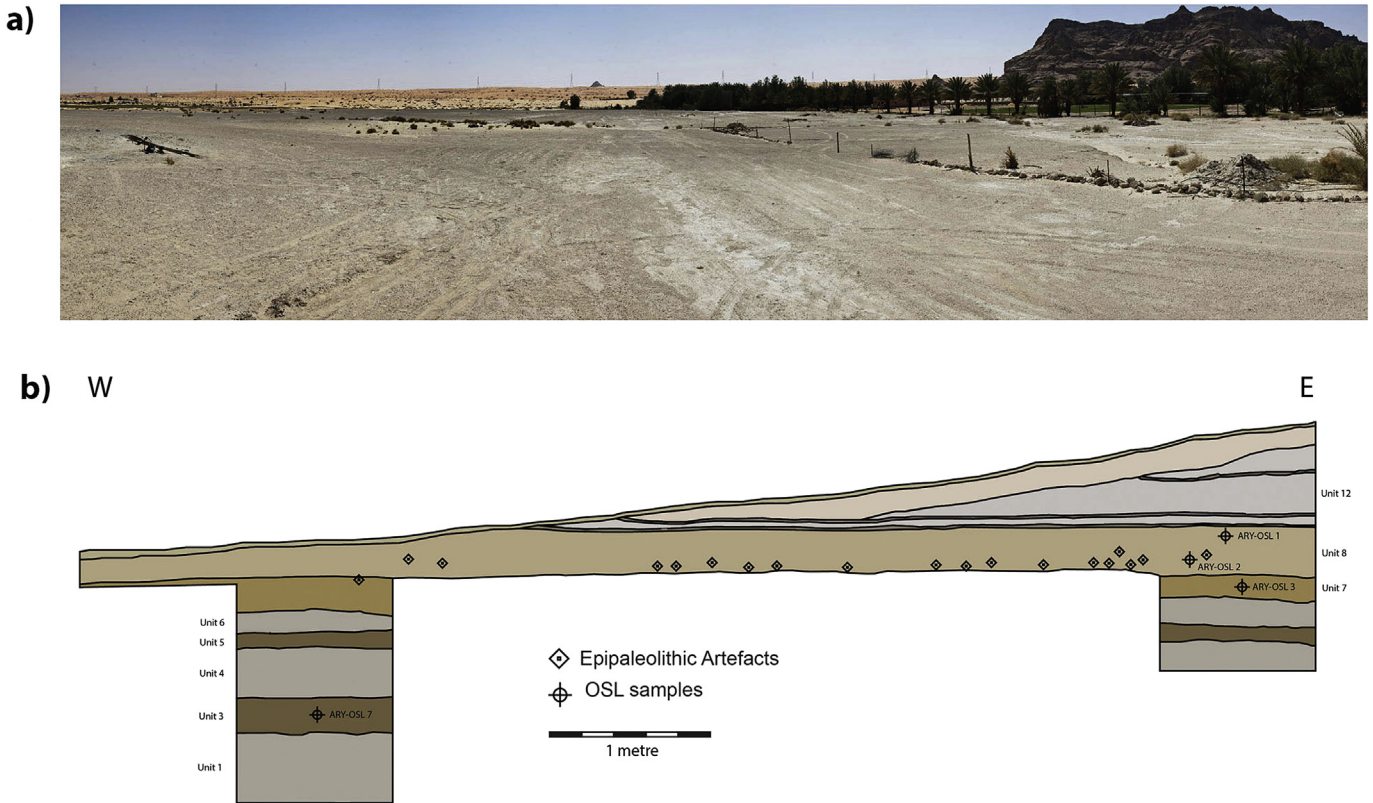 a)
b)
W
E
Unit 12
ARY-OSL 1
Unit 8
ARY-OSL 2
ARY-OSL 3
Unit 7
Unit 6
Unit 5
Unit 4
Unit 3
ARY-OSL 7
Unit 1
Epipaleolithic Artefacts
OSL samples
1 metre